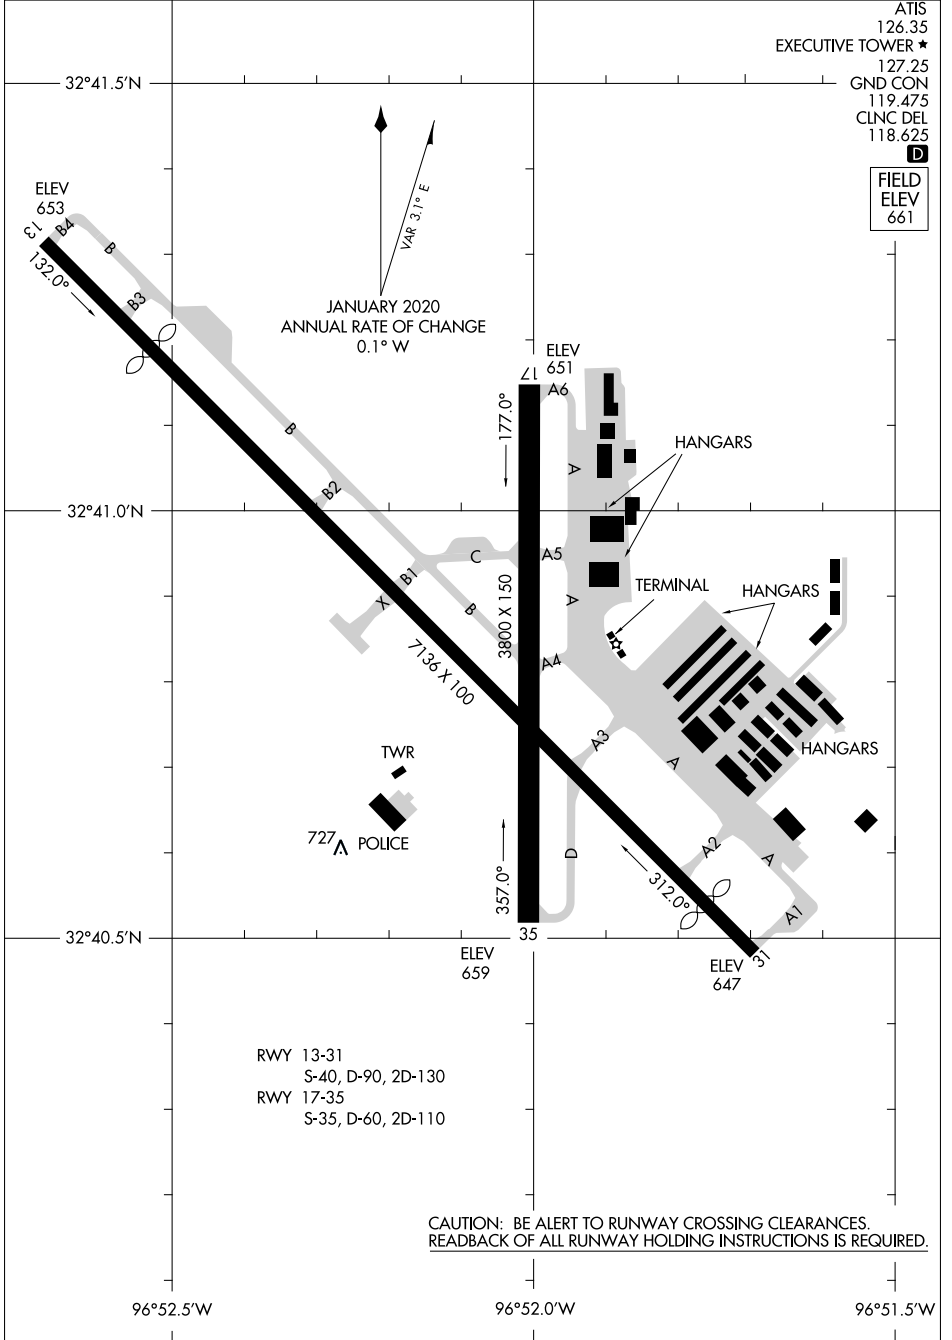 ATIS
126.35
EXECUTIVE TOWER ★
127.25
GND CON
119.475
CLNC DEL
118.625
D
FIELD
ELEV
661
32°41.5'N
VAR 3.1° E
JANUARY 2020
ANNUAL RATE OF CHANGE
0.1° W
ELEV
653
13
132.0°
B4
B
B3
B
B2
ELEV
651
17
A6
177.0°
A
HANGARS
32°41.0'N
C
A5
B1
X
B
A
3800 X 150
TERMINAL
HANGARS
7136 X 100
A4
A3
A
HANGARS
TWR
727
POLICE
D
A2
A
357.0°
312.0°
A1
32°40.5'N
35
31
ELEV
659
ELEV
647
RWY 13-31
S-40, D-90, 2D-130
RWY 17-35
S-35, D-60, 2D-110
CAUTION: BE ALERT TO RUNWAY CROSSING CLEARANCES.
READBACK OF ALL RUNWAY HOLDING INSTRUCTIONS IS REQUIRED.
96°52.5'W
96°52.0'W
96°51.5'W